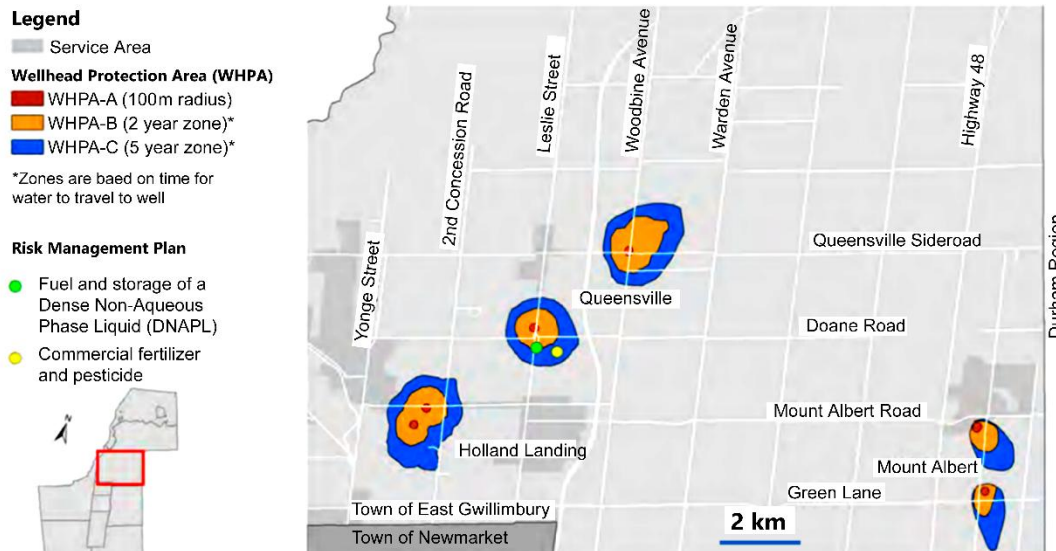 Legend
Service Area
Wellhead Protection Area (WHPA)
WHPA-A (100m radius)
WHPA-B (2 year zone)*
WHPA-C (5 year zone)*
*Zones are baed on time for
water to travel to well
Risk Management Plan
Fuel and storage of a
Dense Non-Aqueous
Phase Liquid (DNAPL)
Commercial fertilizer
and pesticide
N
Yonge Street
2nd Concession Road
Leslie Street
Woodbine Avenue
Warden Avenue
Highway 48
Durham Region
Queensville Sideroad
Queensville
Doane Road
Mount Albert Road
Holland Landing
Mount Albert
Green Lane
Town of East Gwillimbury
Town of Newmarket
2 km